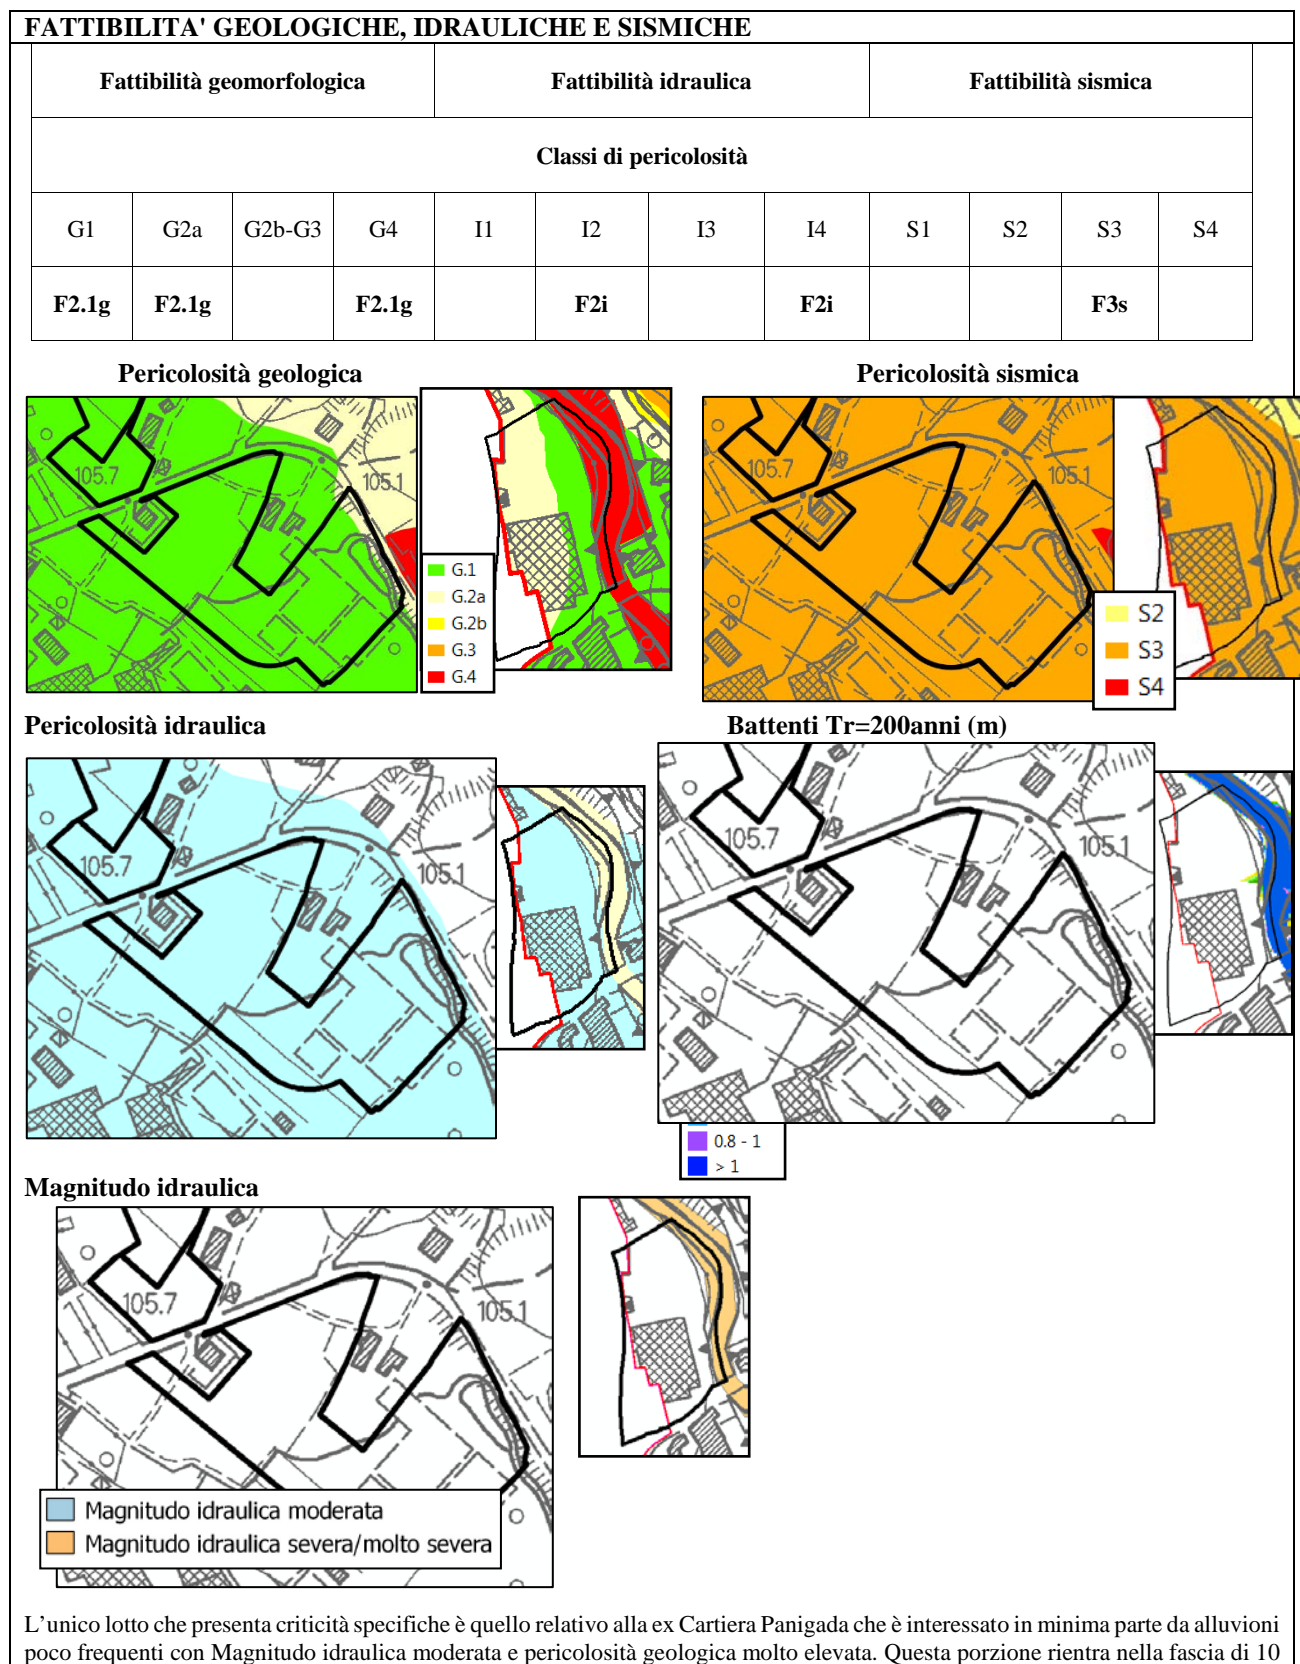 FATTIBILITA' GEOLOGICHE, IDRAULICHE E SISMICHE
Fattibilità geomorfologica Fattibilità idraulica Fattibilità sismica
Classi di pericolosità
G1 G2a G2b-G3 G4 I1 I2 I3 I4 S1 S2 S3 S4
F2.1g F2.1g F2.1g F2i F2i F3s
Pericolosità geologica Pericolosità sismica
105.7
105.1
G.1
G.2a
G.2b
G.3
G.4
105.7
105.1
S2
S3
S4
Pericolosità idraulica Battenti Tr=200anni (m)
105.7
105.1
105.7
105.1
0.8 - 1
> 1
Magnitudo idraulica
105.7
105.1
Magnitudo idraulica moderata
Magnitudo idraulica severa/molto severa
L'unico lotto che presenta criticità specifiche è quello relativo alla ex Cartiera Panigada che è interessato in minima parte da alluvioni
poco frequenti con Magnitudo idraulica moderata e pericolosità geologica molto elevata. Questa porzione rientra nella fascia di 10